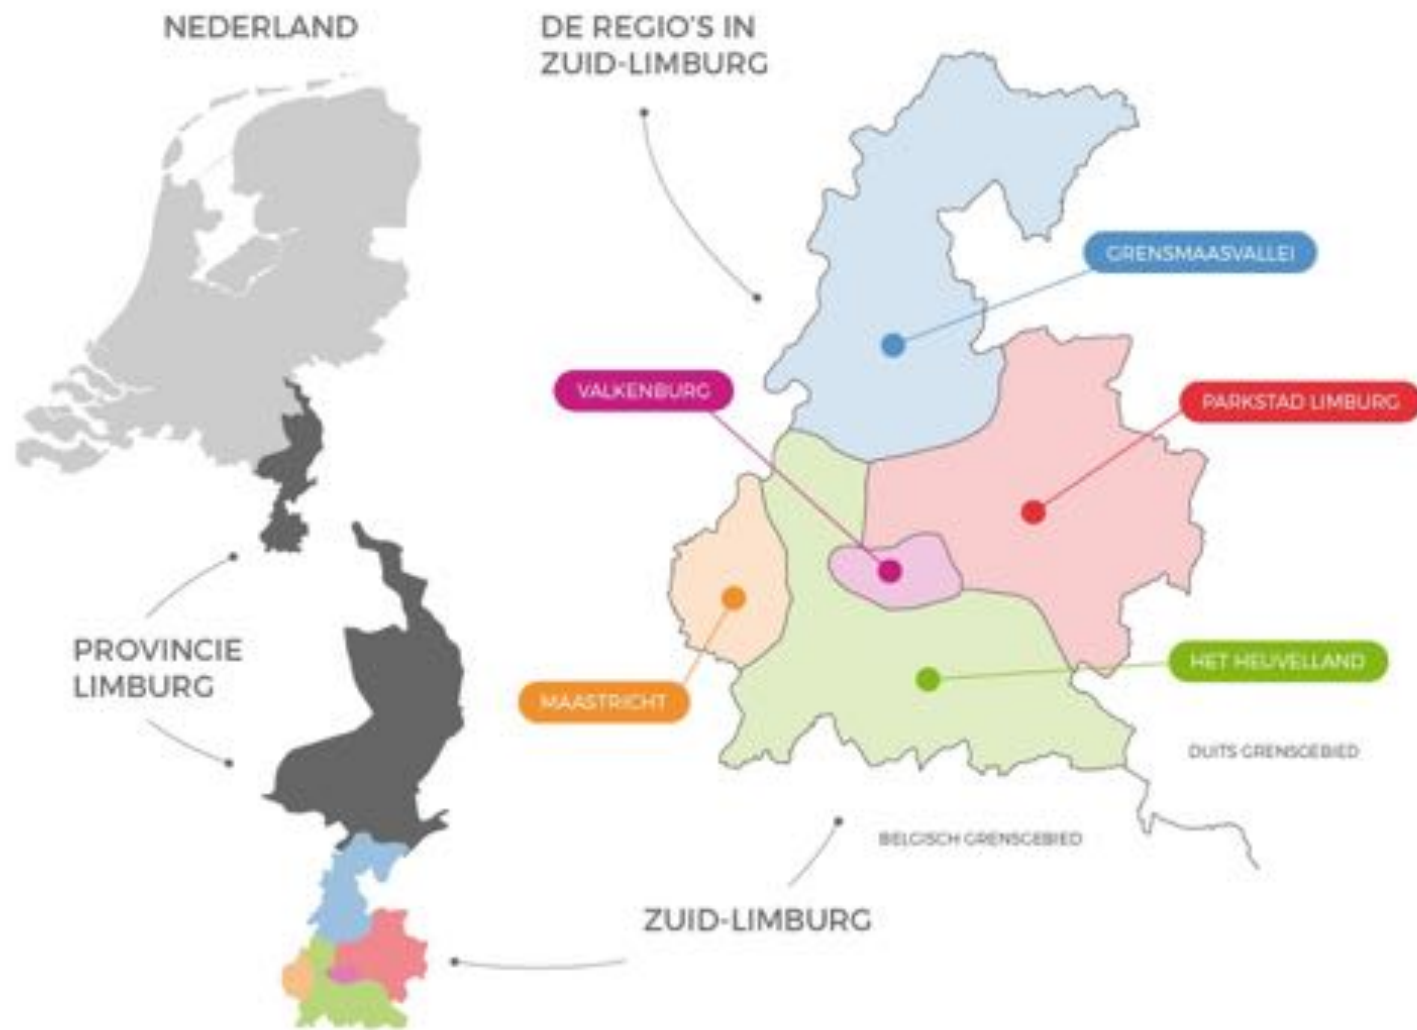 NEDERLAND
DE REGIO'S IN
ZUID-LIMBURG
GRENSMAASVALLEI
VALKENBURG
PARKSTAD LIMBURG
PROVINCIE
LIMBURG
HET HEUVELLAND
MAASTRICHT
DUITS GRENSGEBIED
BELGISCH GRENSGEBIED
ZUID-LIMBURG